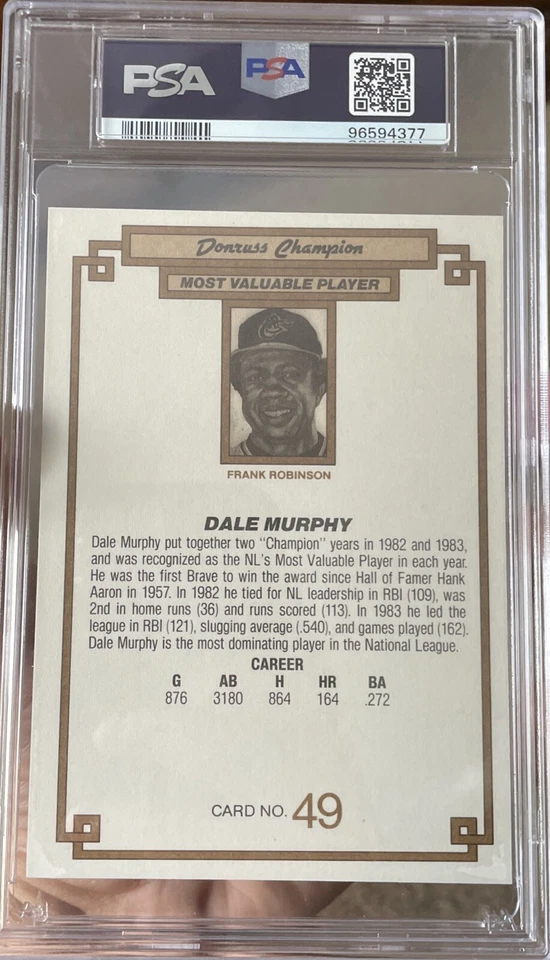 PSA
PSA
96594377
Donruss Champion
MOST VALUABLE PLAYER
FRANK ROBINSON
DALE MURPHY
Dale Murphy put together two "Champion" years in 1982 and 1983,
and was recognized as the NL's Most Valuable Player in each year.
He was the first Brave to win the award since Hall of Famer Hank
Aaron in 1957. In 1982 he tied for NL leadership in RBI (109), was
2nd in home runs (36) and runs scored (113). In 1983 he led the
league in RBI (121), slugging average (.540), and games played (162).
Dale Murphy is the most dominating player in the National League.
CAREER
G AB H HR BA
876 3180 864 164 .272
CARD NO. 49